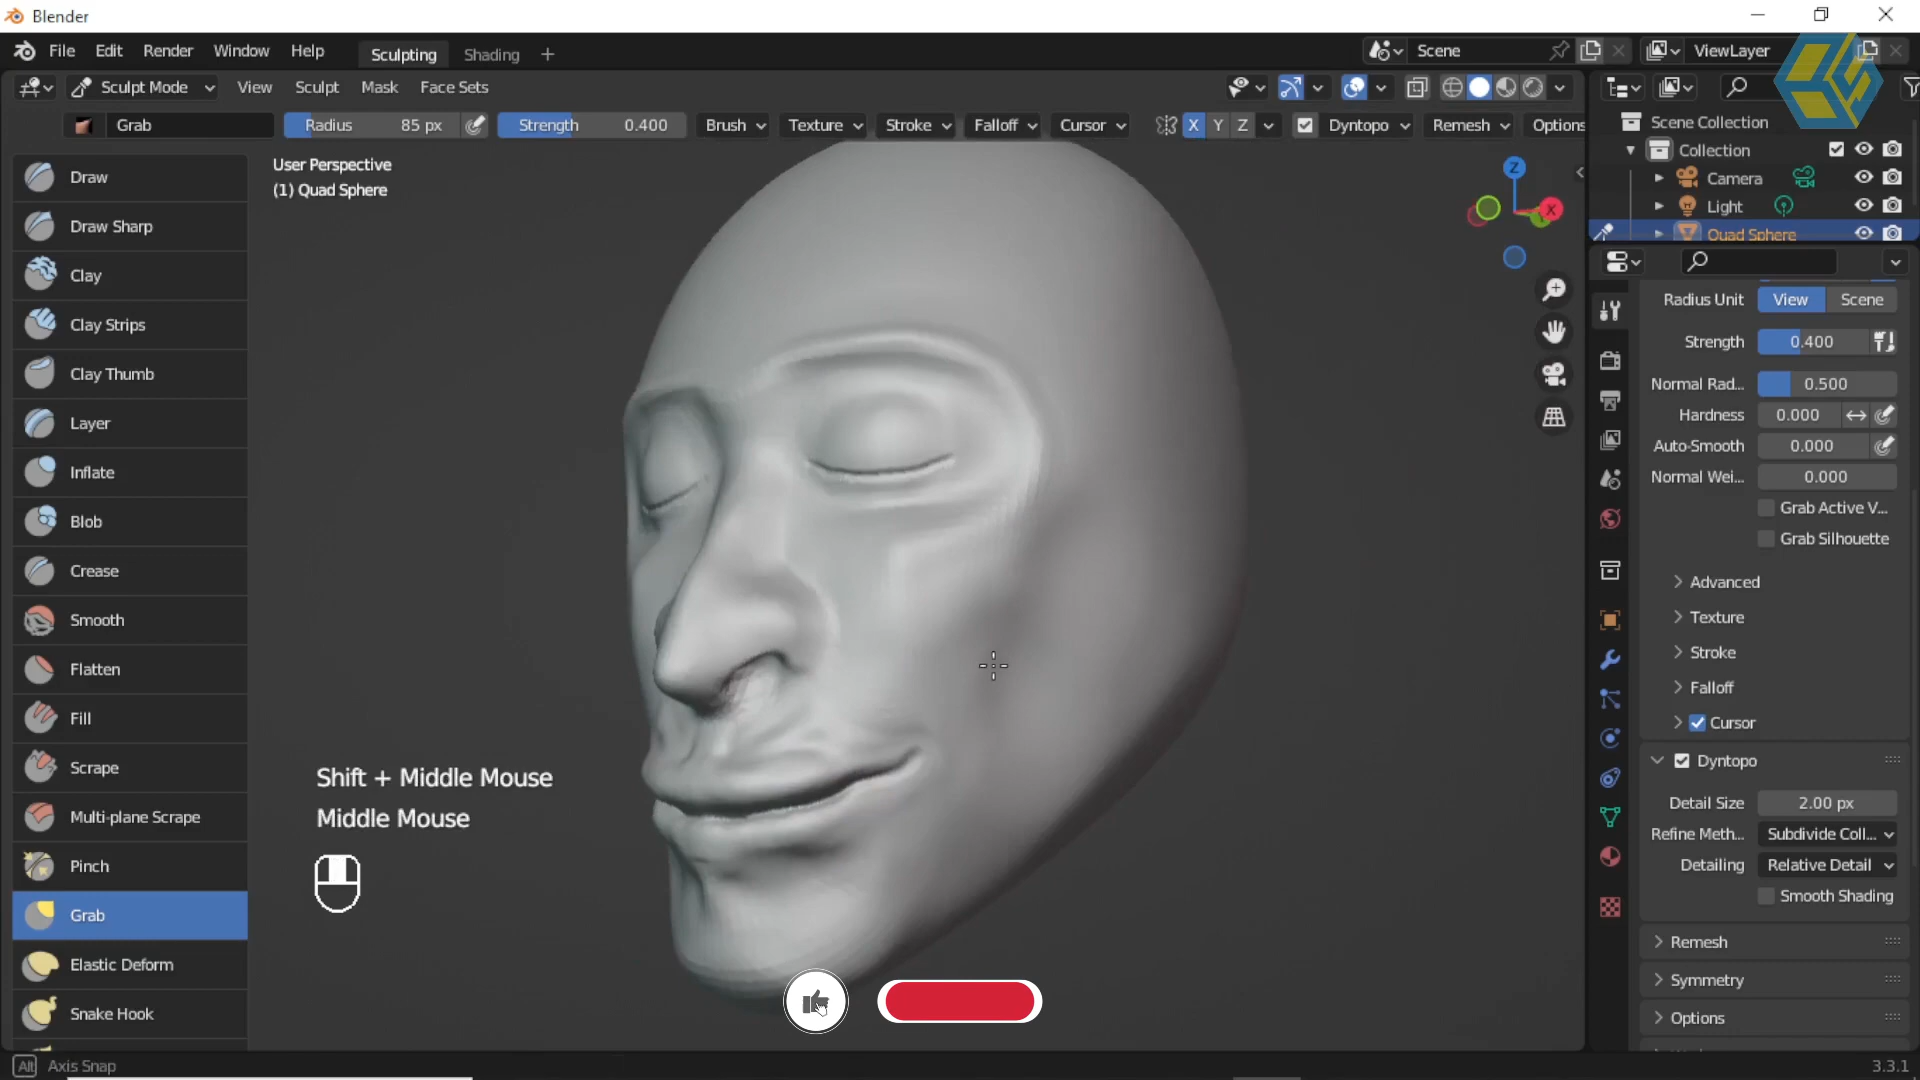 Blender
File Edit Render Window Help Sculpting Shading + Scene ViewLayer
Sculpt Mode View Sculpt Mask Face Sets
Grab Radius 85 px Strength 0.400 Brush Texture Stroke Falloff Cursor X Y Z Dyntopo Remesh Options
User Perspective
(1) Quad Sphere
Z
X
Draw
Draw Sharp
Clay
Clay Strips
Clay Thumb
Layer
Inflate
Blob
Crease
Smooth
Flatten
Fill
Scrape
Multi-plane Scrape
Pinch
Grab
Elastic Deform
Snake Hook
Shift + Middle Mouse
Middle Mouse
Scene Collection
Collection
Camera
Light
Quad Sphere
Radius Unit View Scene
Strength 0.400
Normal Rad... 0.500
Hardness 0.000
Auto-Smooth 0.000
Normal Wei... 0.000
Grab Active V...
Grab Silhouette
Advanced
Texture
Stroke
Falloff
Cursor
Dyntopo
Detail Size 2.00 px
Refine Meth... Subdivide Coll...
Detailing Relative Detail
Smooth Shading
Remesh
Symmetry
Options
Alt Axis Snap
3.3.1